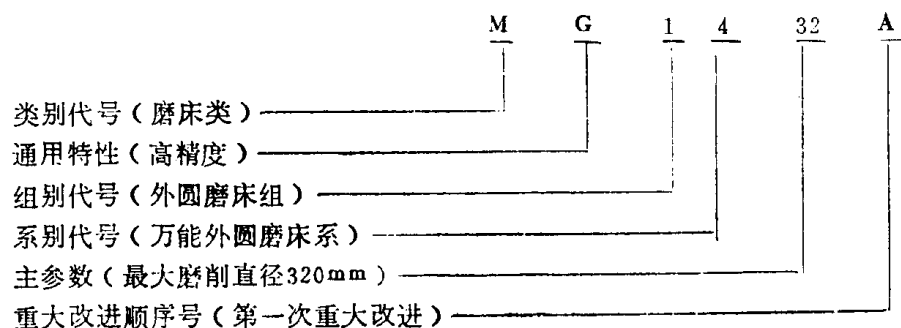 M G 1 4 32 A
类别代号（磨床类）
通用特性（高精度）
组别代号（外圆磨床组）
系别代号（万能外圆磨床系）
主参数（最大磨削直径320mm）
重大改进顺序号（第一次重大改进）